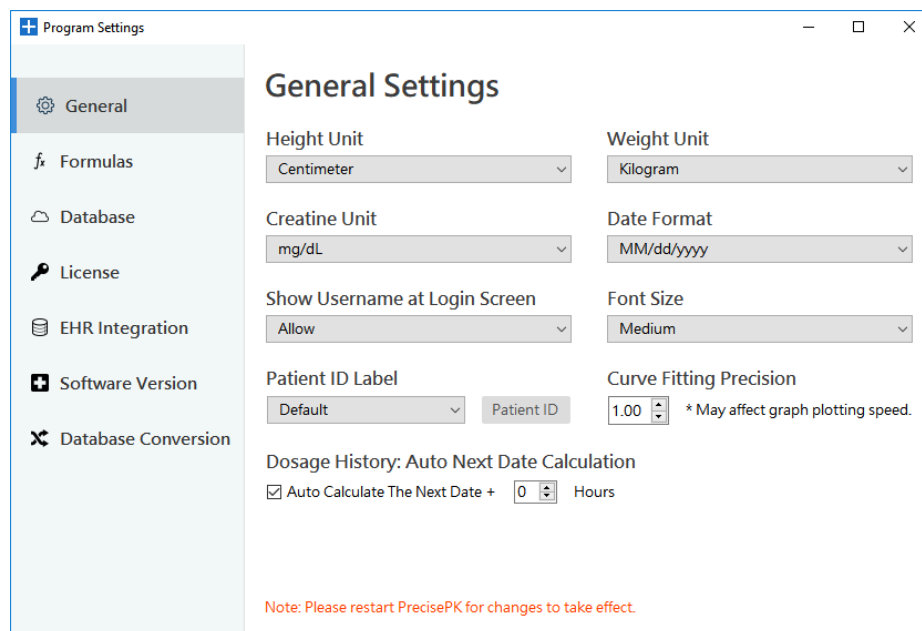 Program Settings
General
Formulas
Database
License
EHR Integration
Software Version
Database Conversion
General Settings
Height Unit
Centimeter
Weight Unit
Kilogram
Creatine Unit
mg/dL
Date Format
MM/dd/yyyy
Show Username at Login Screen
Allow
Font Size
Medium
Patient ID Label
Default
Patient ID
Curve Fitting Precision
1.00
* May affect graph plotting speed.
Dosage History: Auto Next Date Calculation
Auto Calculate The Next Date + 0 Hours
Note: Please restart PrecisePK for changes to take effect.